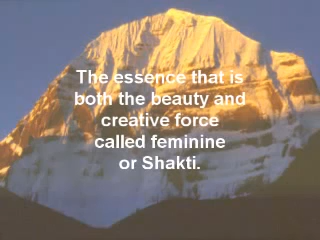 The essence that is
both the beauty and
creative force
called feminine
or Shakti.